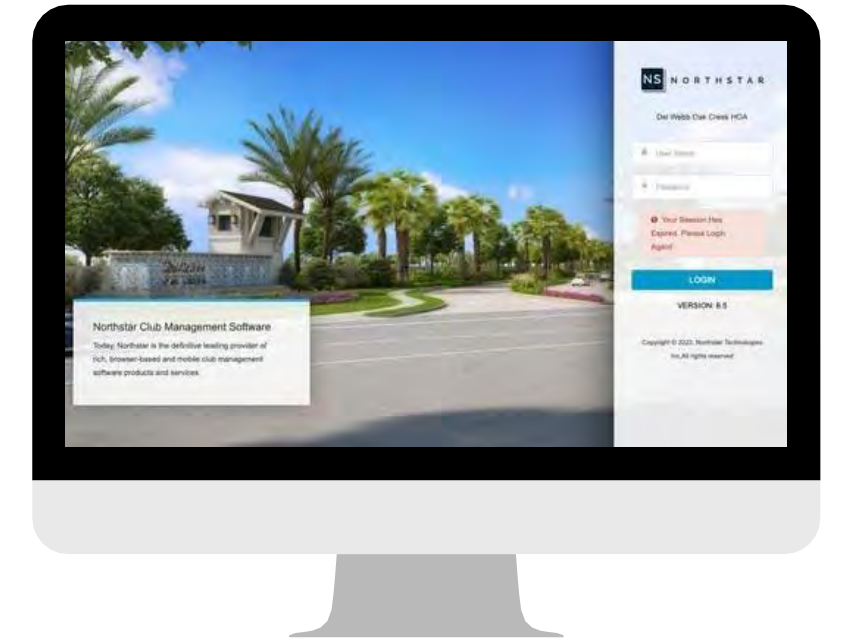 NS NORTHSTAR
Del Webb Oak Creek HOA
User Name
Password
Your Session Has
Expired. Please Login
Again!
LOGIN
VERSION: 8.5
Copyright © 2023, Northstar Technologies
Inc,All rights reserved
Northstar Club Management Software
Today, Northstar is the definitive leading provider of
rich, browser-based and mobile club management
software products and services